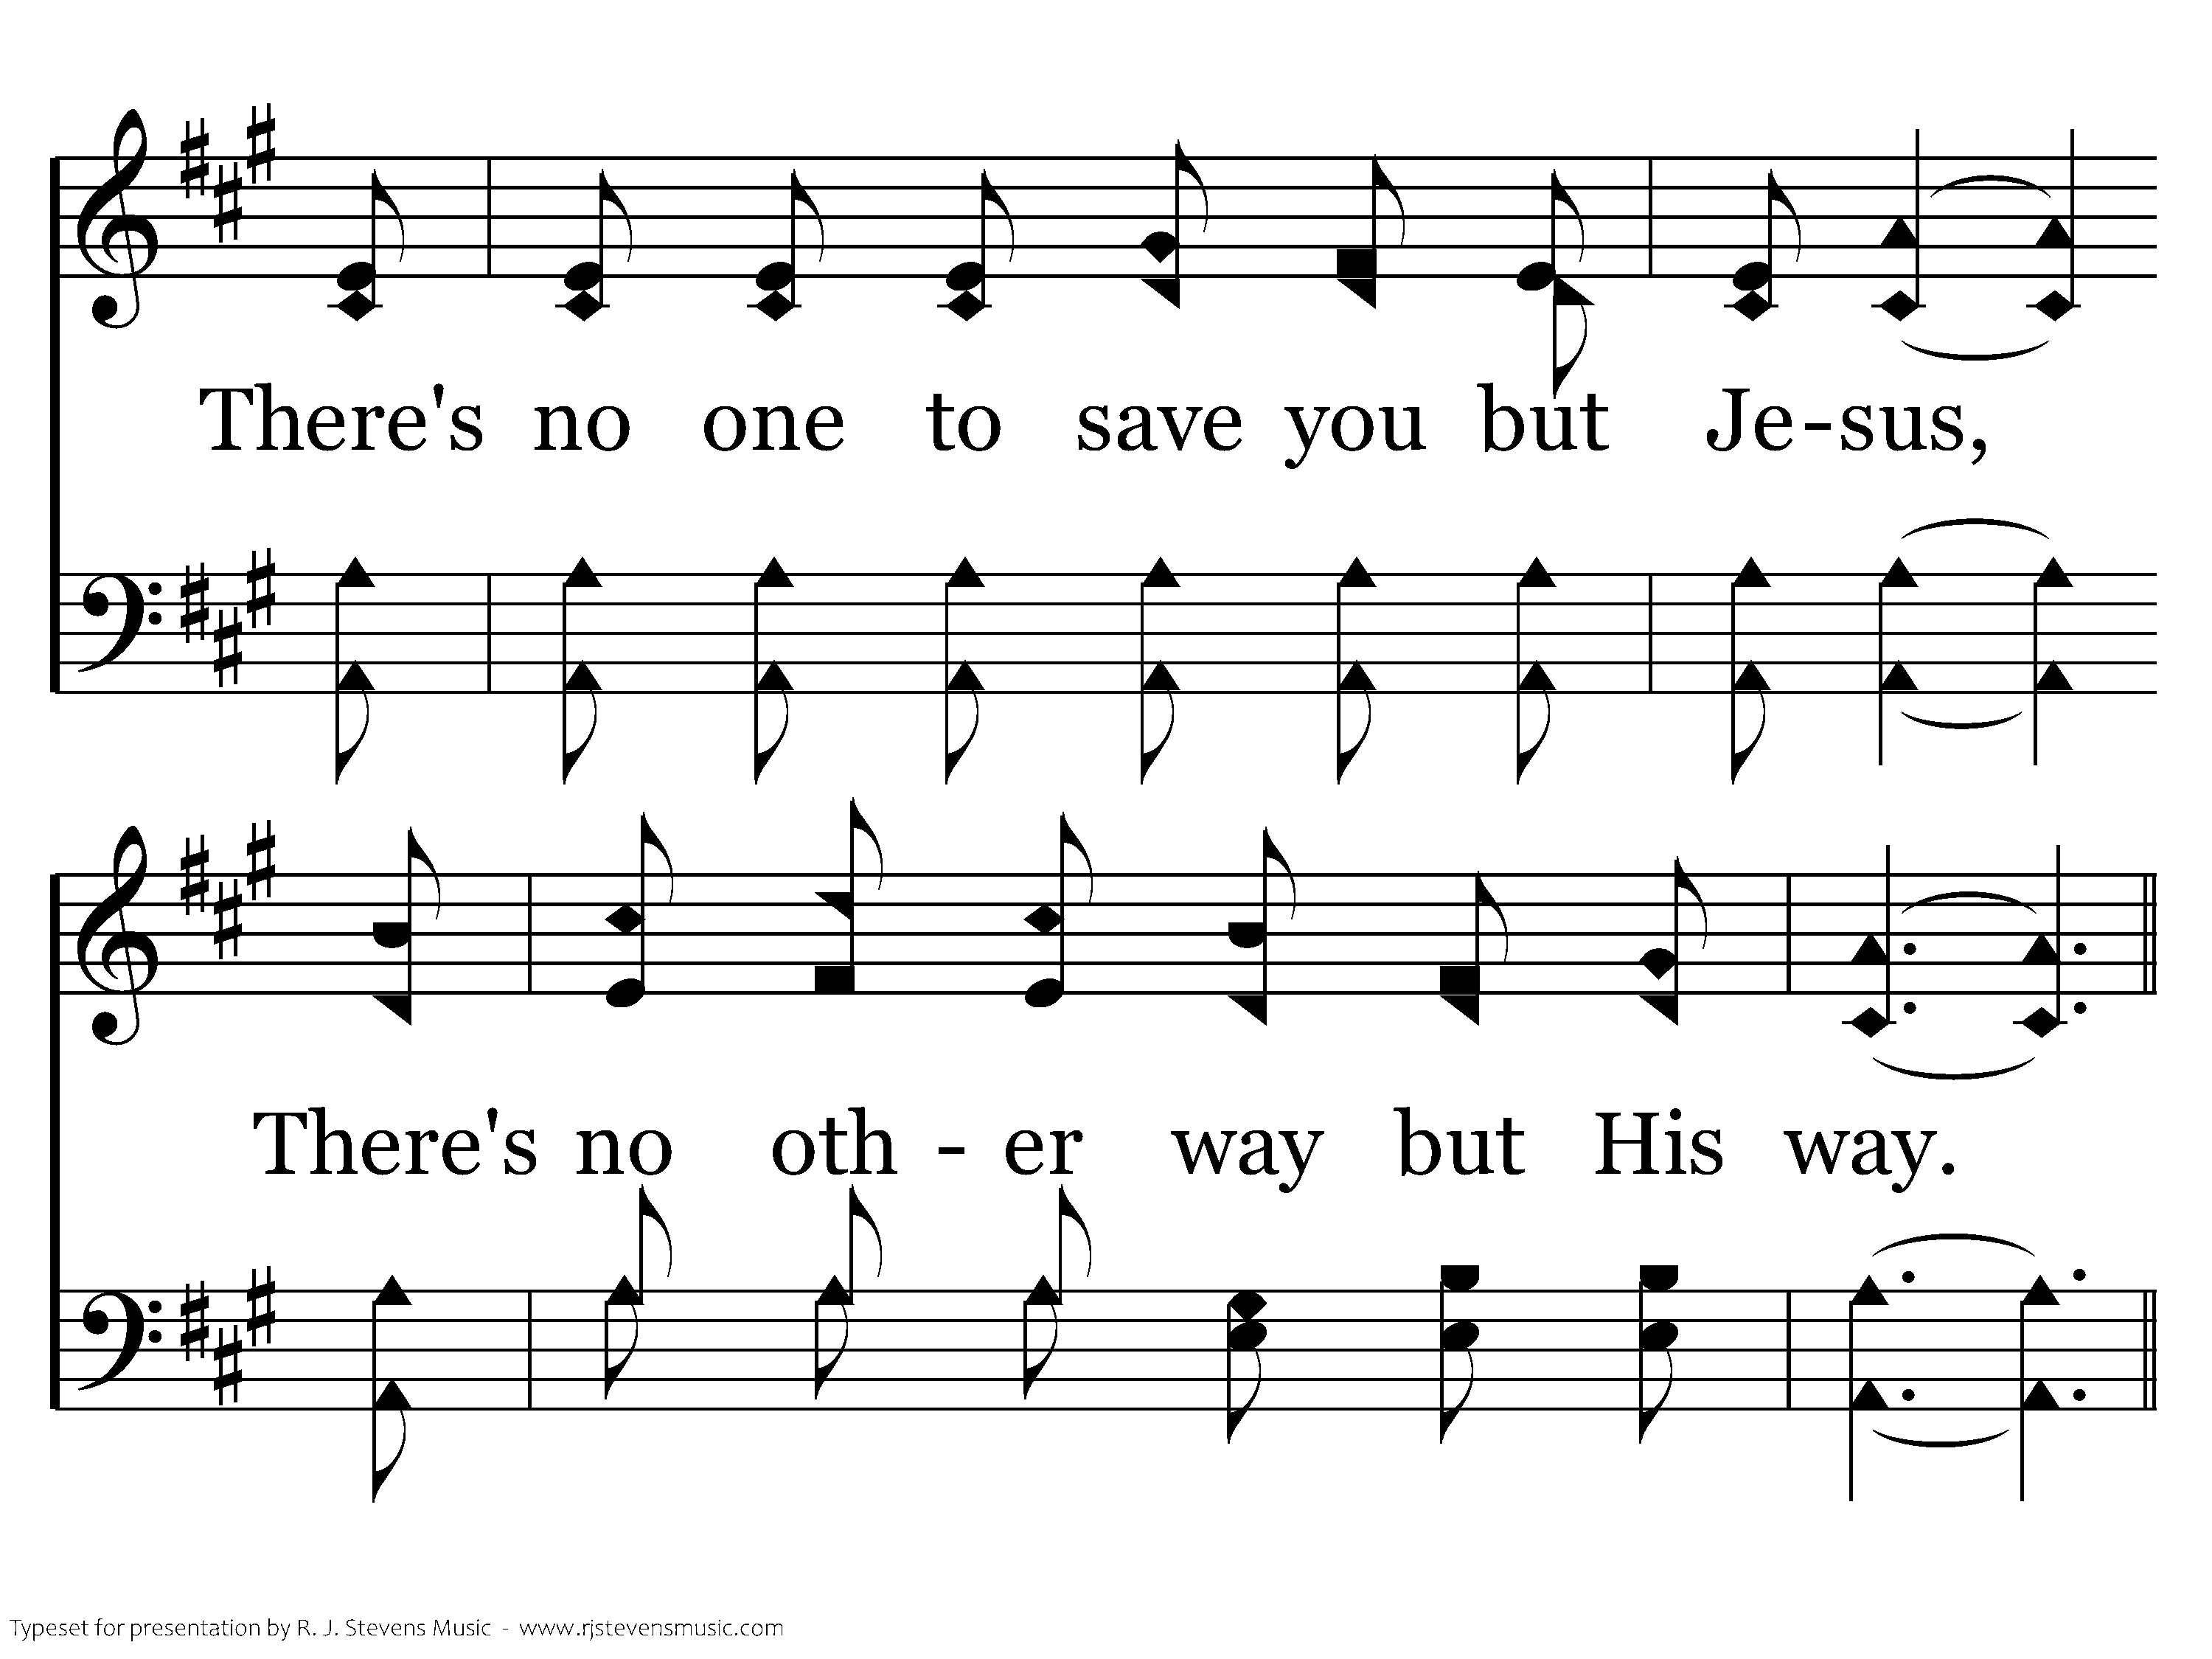 There's no one to save you but Je-sus,
There's no oth - er way but His way.
Typeset for presentation by R. J. Stevens Music - www.rjstevensmusic.com